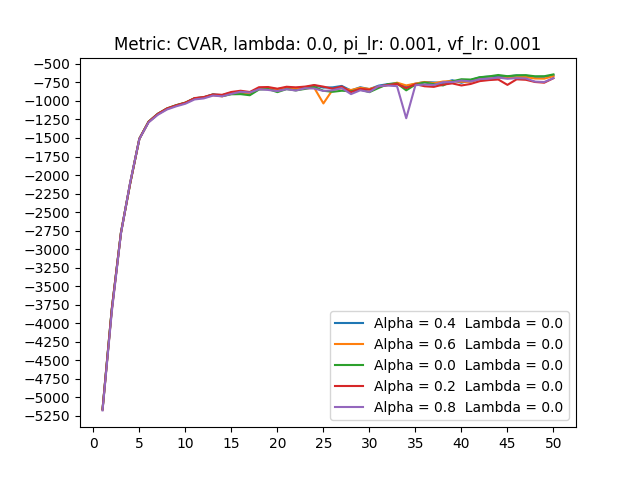 Metric: CVAR, lambda: 0.0, pi_lr: 0.001, vf_lr: 0.001
−500
−750
−1000
−1250
−1500
−1750
−2000
−2250
−2500
−2750
−3000
−3250
−3500
−3750
−4000
−4250
−4500
−4750
−5000
−5250
Alpha = 0.4 Lambda = 0.0
Alpha = 0.6 Lambda = 0.0
Alpha = 0.0 Lambda = 0.0
Alpha = 0.2 Lambda = 0.0
Alpha = 0.8 Lambda = 0.0
0 5 10 15 20 25 30 35 40 45 50